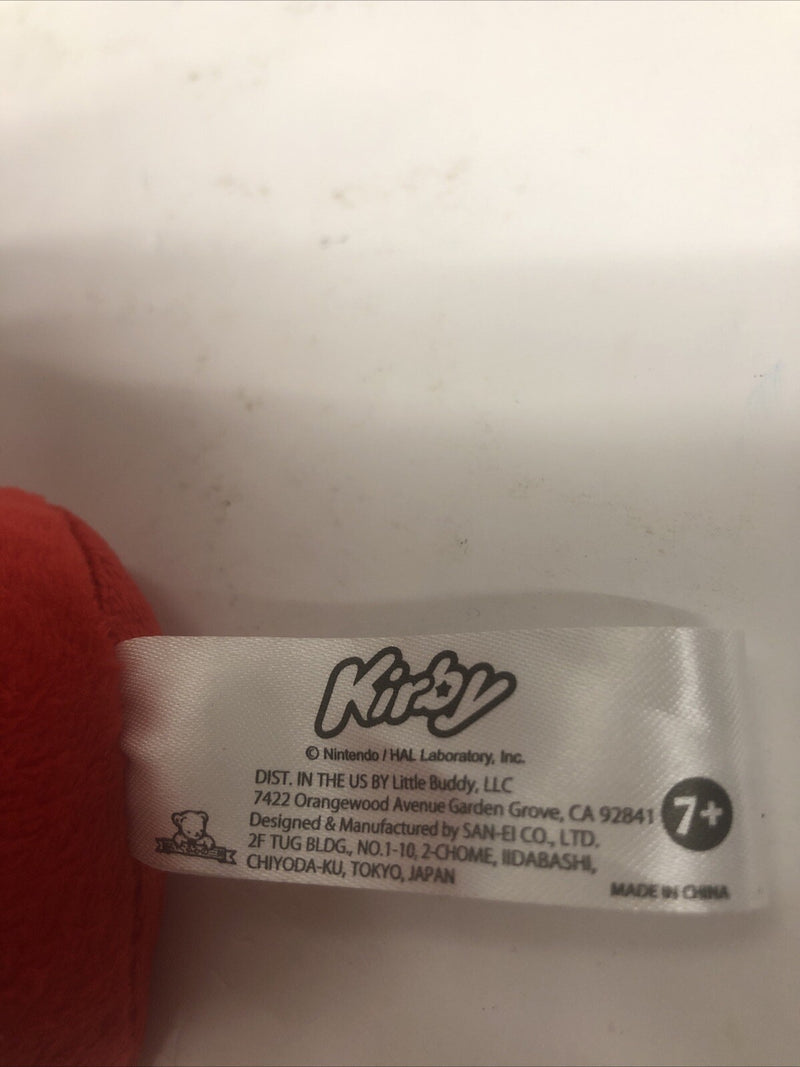 Kirby
© Nintendo / HAL Laboratory, Inc.
DIST. IN THE US BY Little Buddy, LLC
7422 Orangewood Avenue Garden Grove, CA 92841
7+
Designed & Manufactured by SAN-EI CO., LTD.
2F TUG BLDG., NO.1-10, 2-CHOME, IIDABASHI,
CHIYODA-KU, TOKYO, JAPAN
MADE IN CHINA